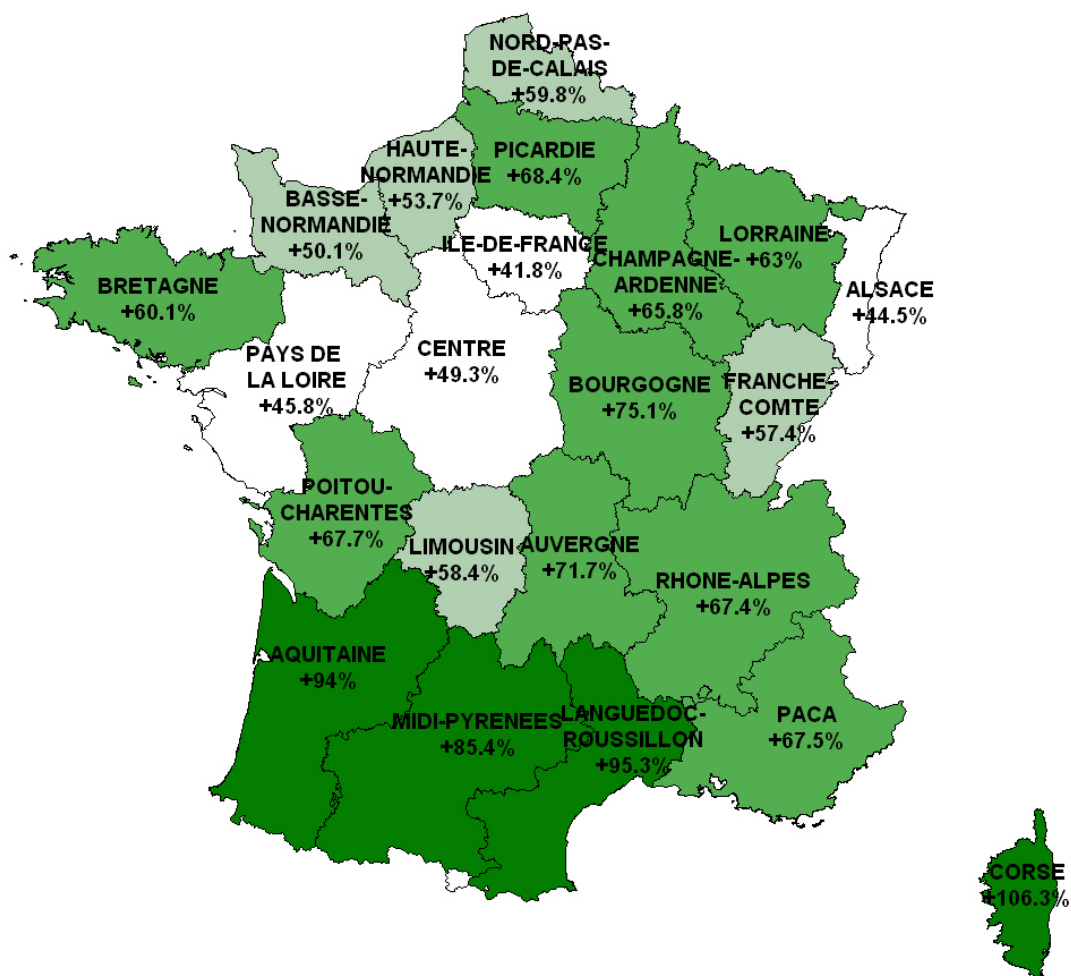 NORD-PAS-
DE-CALAIS
+59.8%
HAUTE-
NORMANDIE
+53.7%
PICARDIE
+68.4%
BASSE-
NORMANDIE
+50.1%
ILE-DE-FRANCE
+41.8%
CHAMPAGNE-
ARDENNE
+65.8%
LORRAINE
+63%
ALSACE
+44.5%
BRETAGNE
+60.1%
PAYS DE
LA LOIRE
+45.8%
CENTRE
+49.3%
BOURGOGNE
+75.1%
FRANCHE-
COMTE
+57.4%
POITOU-
CHARENTES
+67.7%
LIMOUSIN
+58.4%
AUVERGNE
+71.7%
RHONE-ALPES
+67.4%
AQUITAINE
+94%
MIDI-PYRENEES
+85.4%
LANGUEDOC-
ROUSSILLON
+95.3%
PACA
+67.5%
CORSE
+106.3%